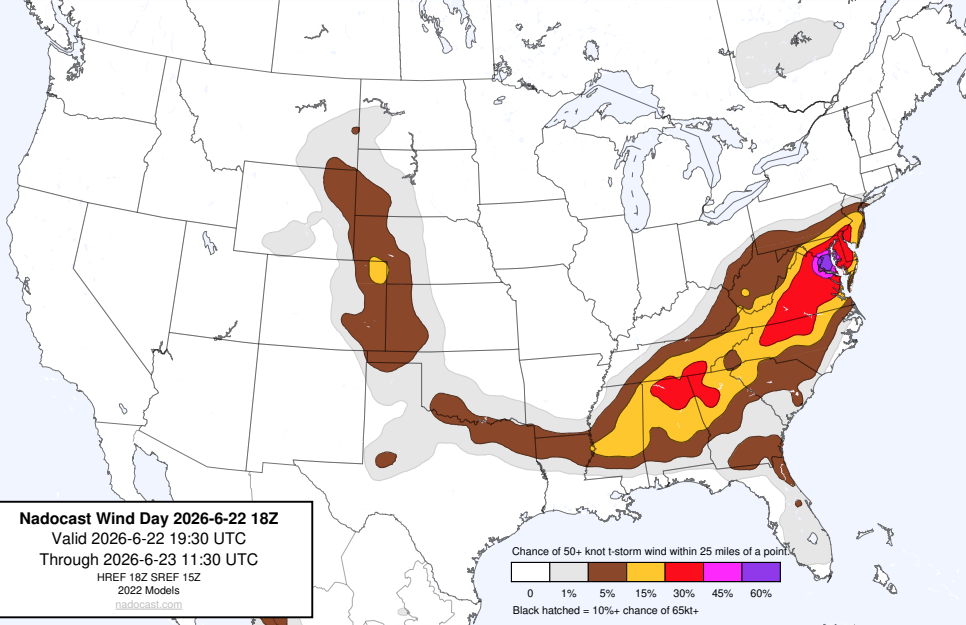 Nadocast Wind Day 2026-6-22 18Z
Valid 2026-6-22 19:30 UTC
Through 2026-6-23 11:30 UTC
HREF 18Z SREF 15Z
2022 Models
nadocast.com
Chance of 50+ knot t-storm wind within 25 miles of a point.
0 1% 5% 15% 30% 45% 60%
Black hatched = 10%+ chance of 65kt+